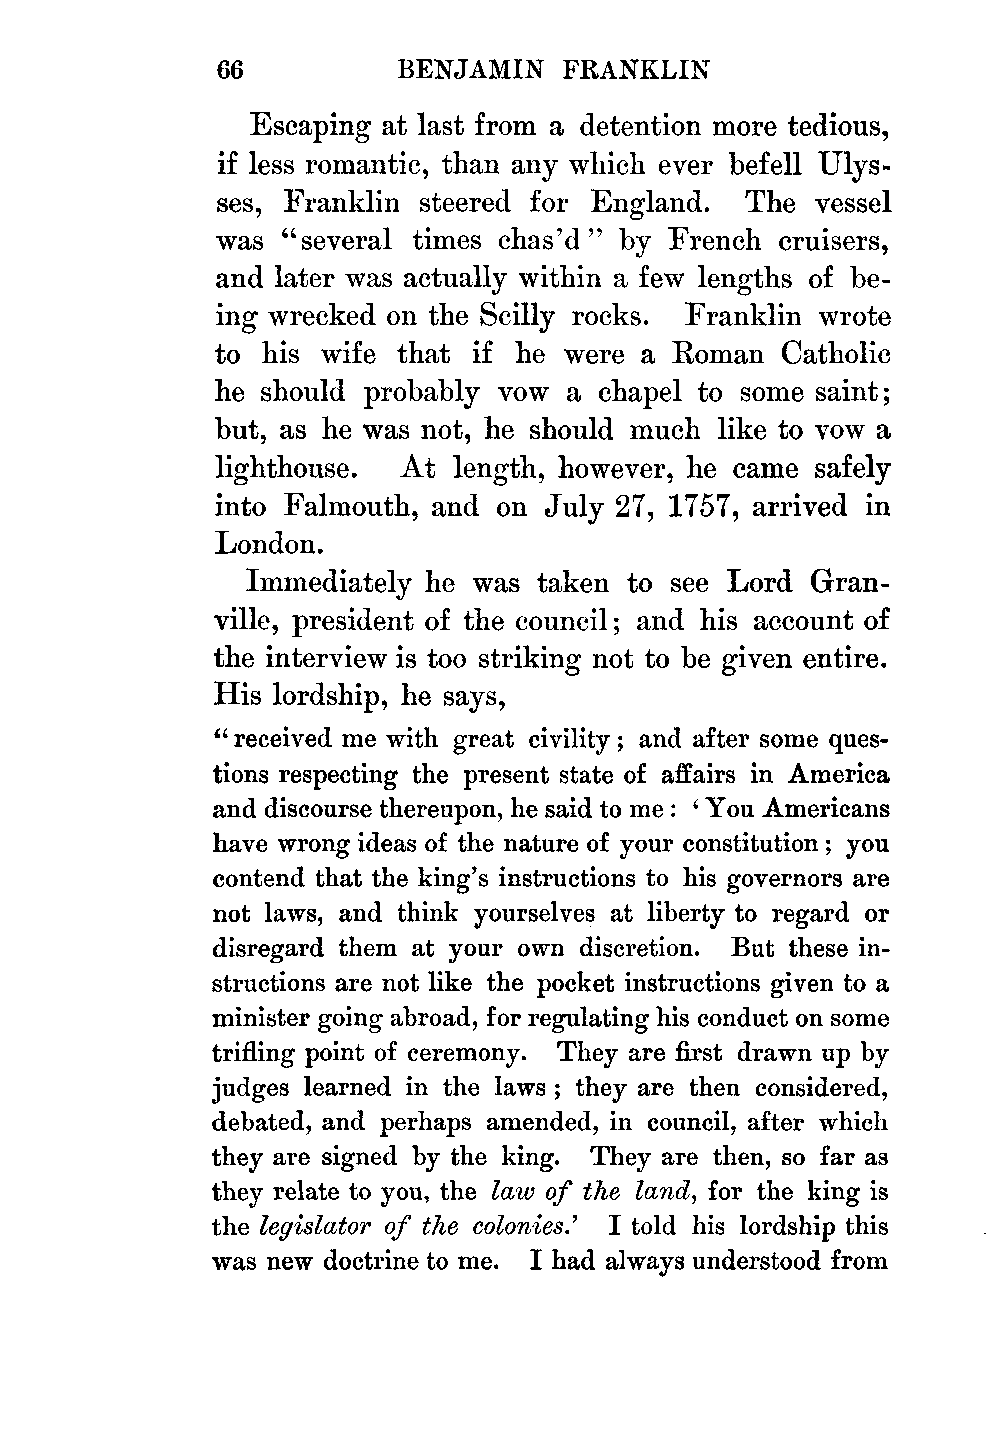 66 BENJAMIN FRANKLIN
Escaping at last from a detention more tedious,
if less romantic, than any which ever befell Ulys-
ses, Franklin steered for England. The vessel
was "several times chas'd" by French cruisers,
and later was actually within a few lengths of be-
ing wrecked on the Scilly rocks. Franklin wrote
to his wife that if he were a Roman Catholic
he should probably vow a chapel to some saint;
but, as he was not, he should much like to vow a
lighthouse. At length, however, he came safely
into Falmouth, and on July 27, 1757, arrived in
London.
Immediately he was taken to see Lord Gran-
ville, president of the council; and his account of
the interview is too striking not to be given entire.
His lordship, he says,
"received me with great civility; and after some ques-
tions respecting the present state of affairs in America
and discourse thereupon, he said to me: 'You Americans
have wrong ideas of the nature of your constitution; you
contend that the king's instructions to his governors are
not laws, and think yourselves at liberty to regard or
disregard them at your own discretion. But these in-
structions are not like the pocket instructions given to a
minister going abroad, for regulating his conduct on some
trifling point of ceremony. They are first drawn up by
judges learned in the laws; they are then considered,
debated, and perhaps amended, in council, after which
they are signed by the king. They are then, so far as
they relate to you, the law of the land, for the king is
the legislator of the colonies.' I told his lordship this
was new doctrine to me. I had always understood from